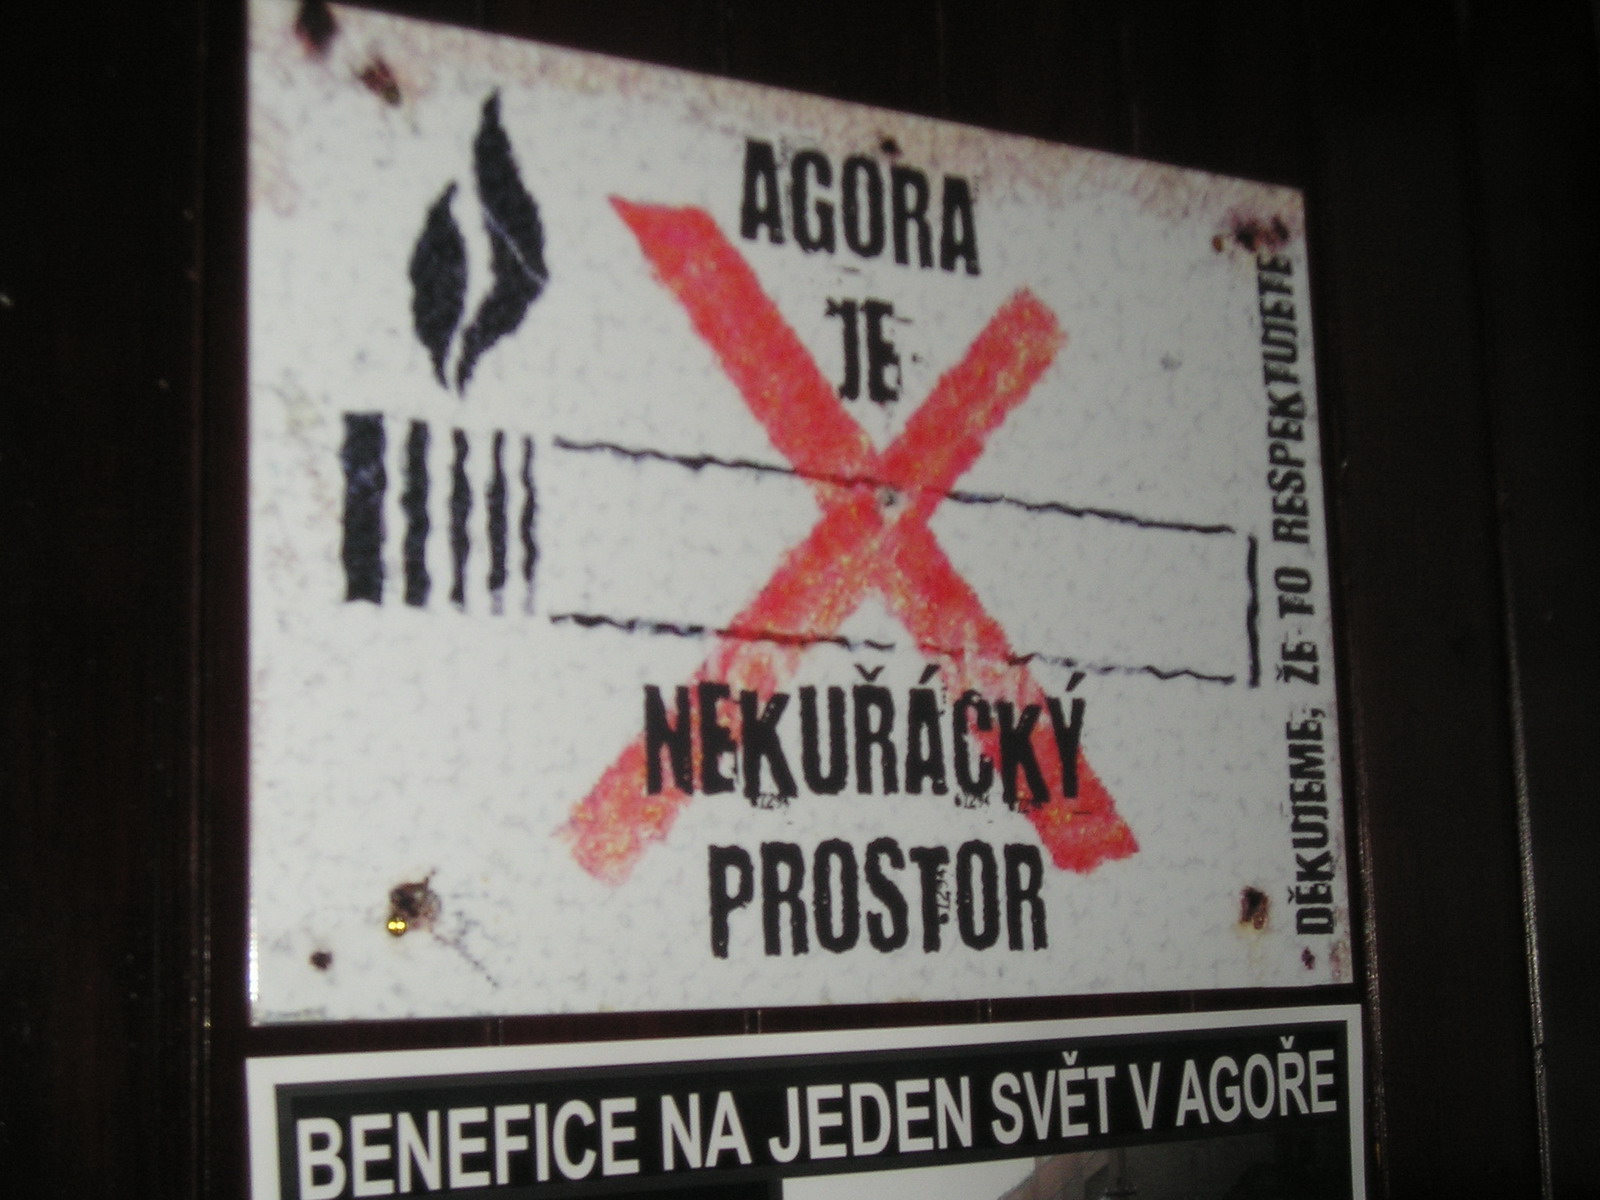 AGORA
JE
NEKUŘÁCKÝ
PROSTOR
DĚKUJEME, ŽE TO RESPEKTUJETE
BENEFICE NA JEDEN SVĚT V AGOŘE